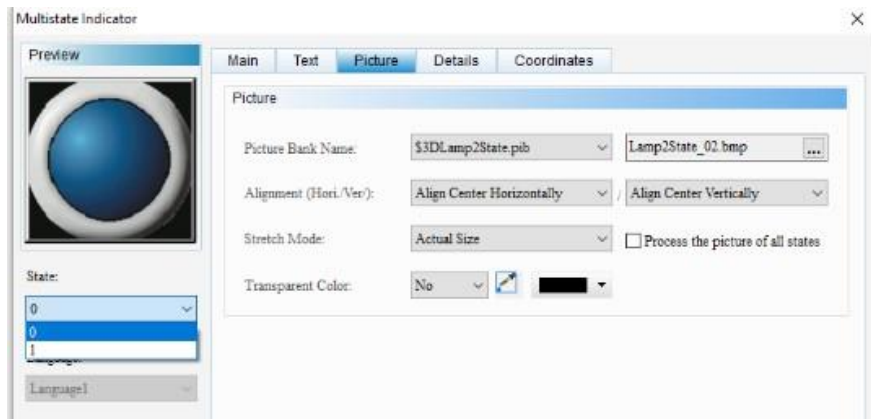 Multistate Indicator
Preview
Main Text Picture Details Coordinates
Picture
Picture Bank Name: $3DLamp2State.pib Lamp2State_02.bmp ...
Alignment (Hori./Ver/): Align Center Horizontally / Align Center Vertically
Stretch Mode: Actual Size Process the picture of all states
Transparent Color: No
State:
0
0
1
Language1